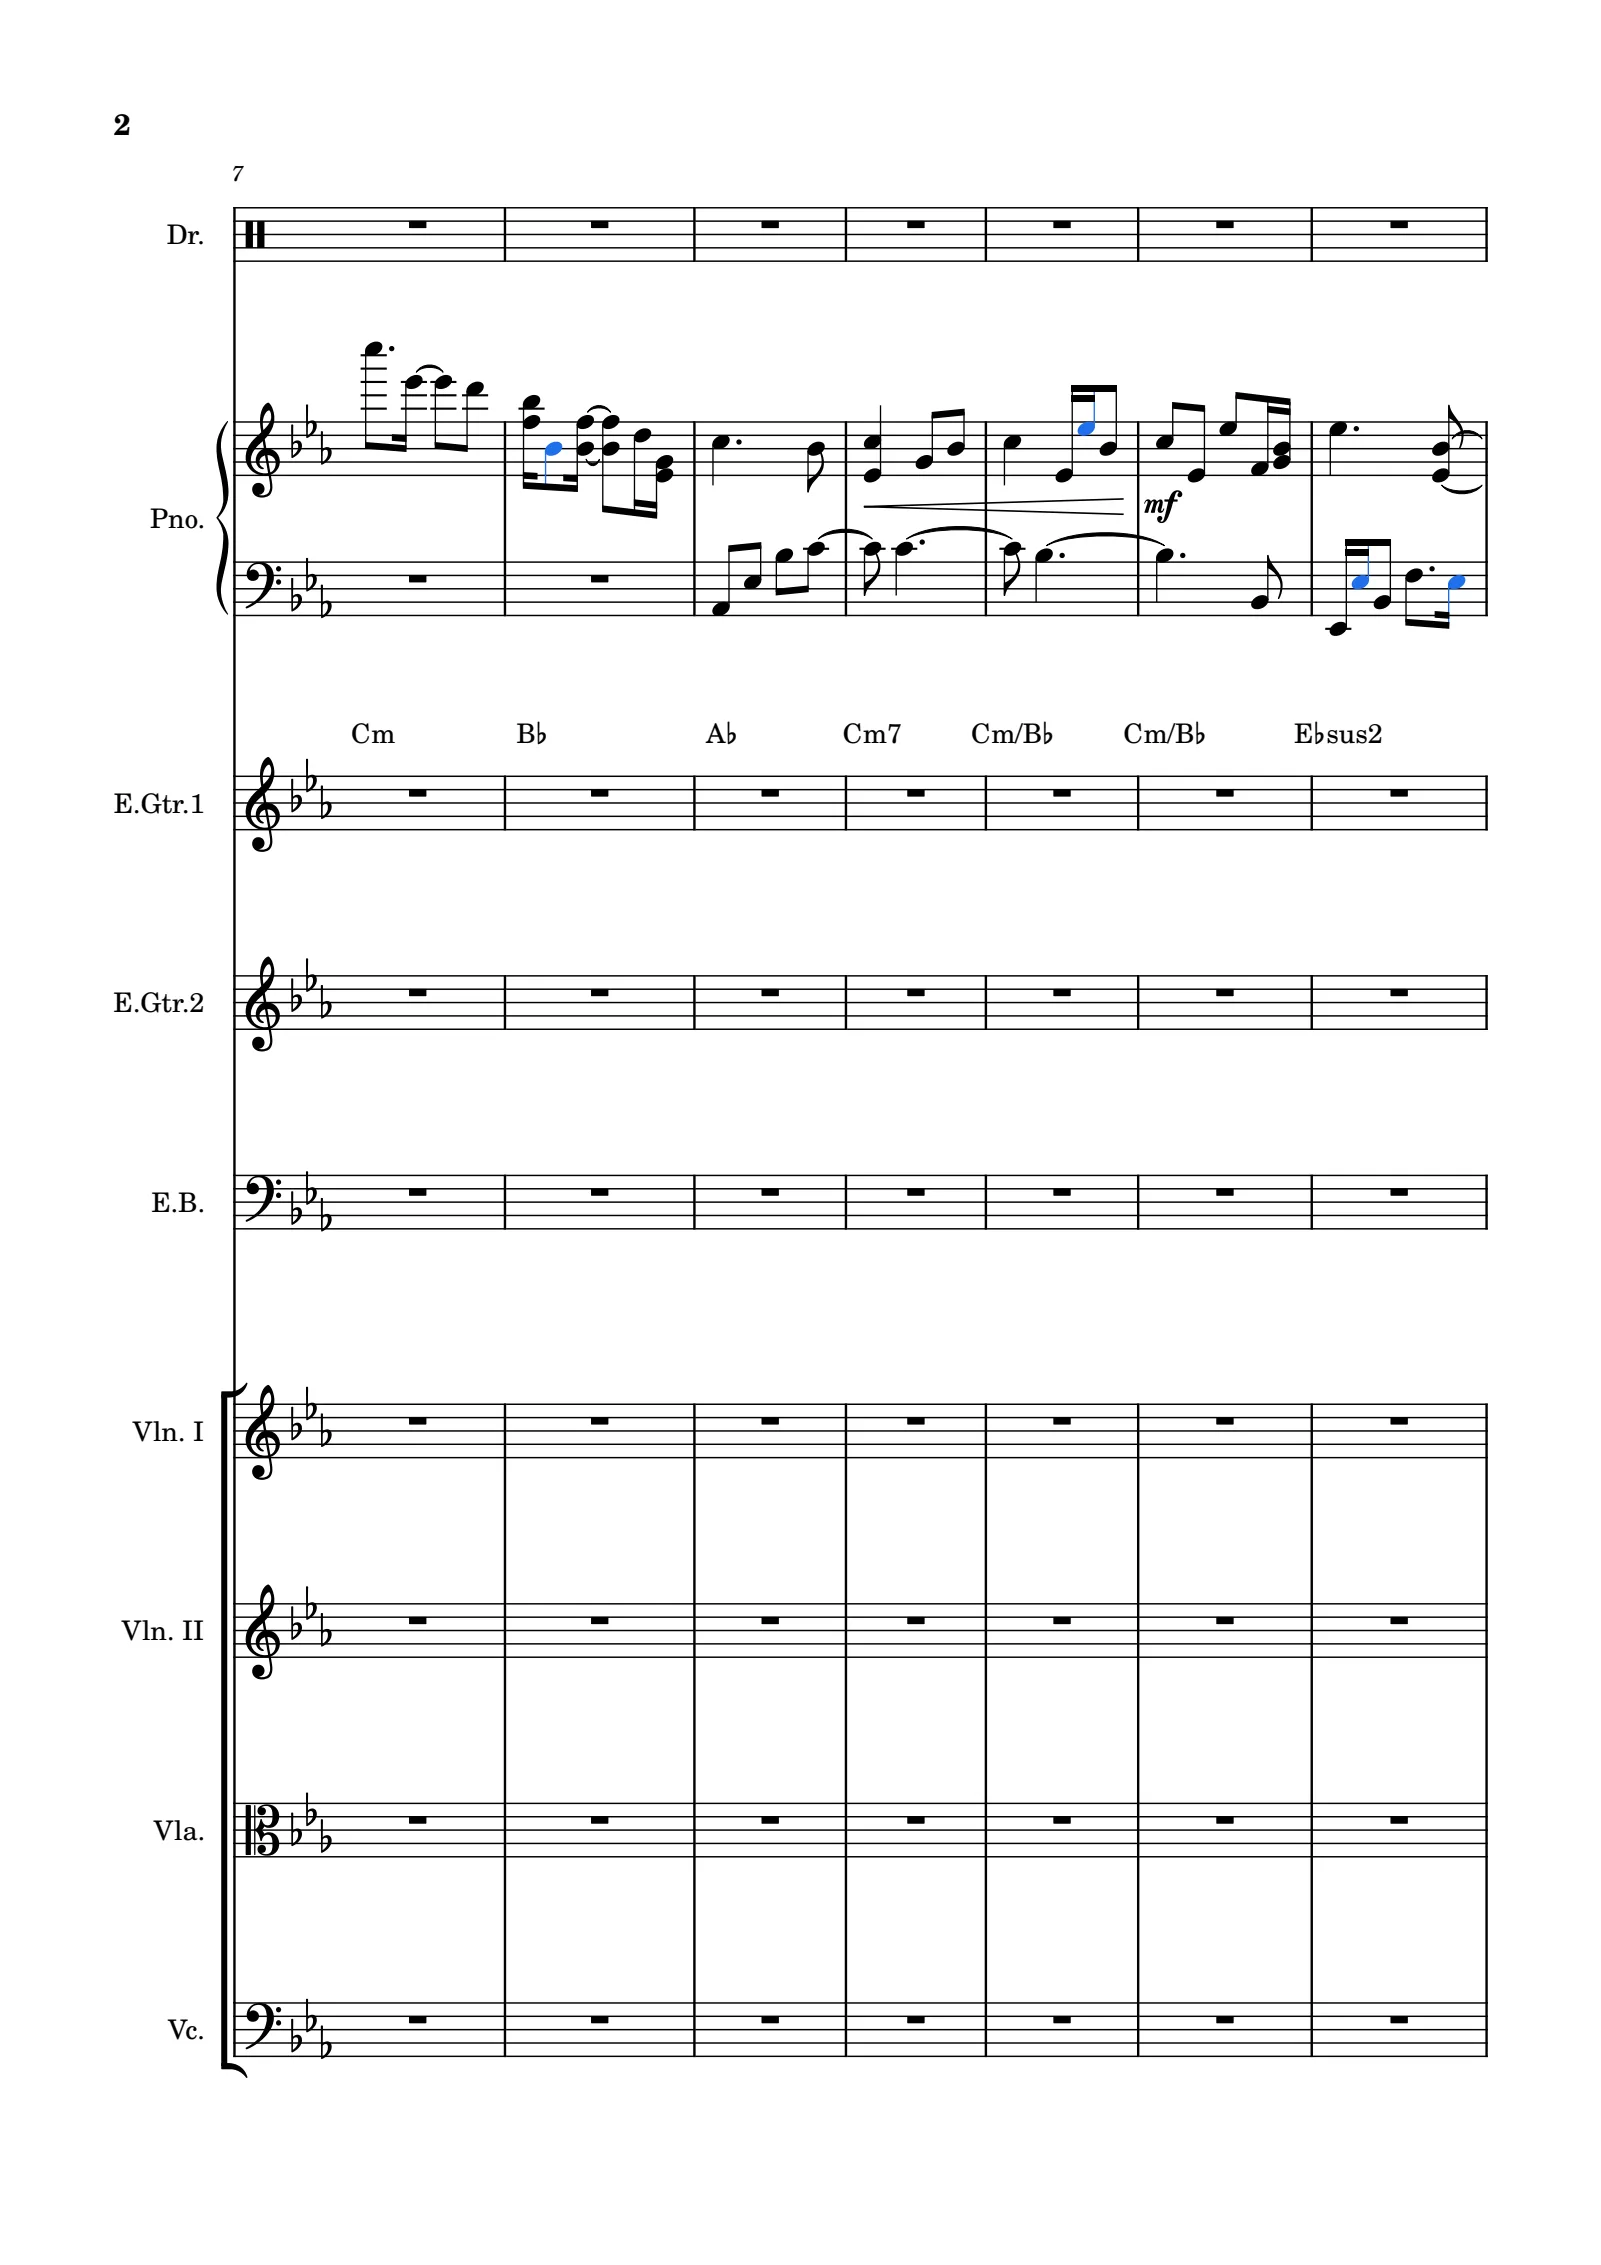 2
7
Dr.
Pno.
mf
Cm B♭ A♭ Cm7 Cm/B♭ Cm/B♭ E♭sus2
E.Gtr.1
E.Gtr.2
E.B.
Vln. I
Vln. II
Vla.
Vc.